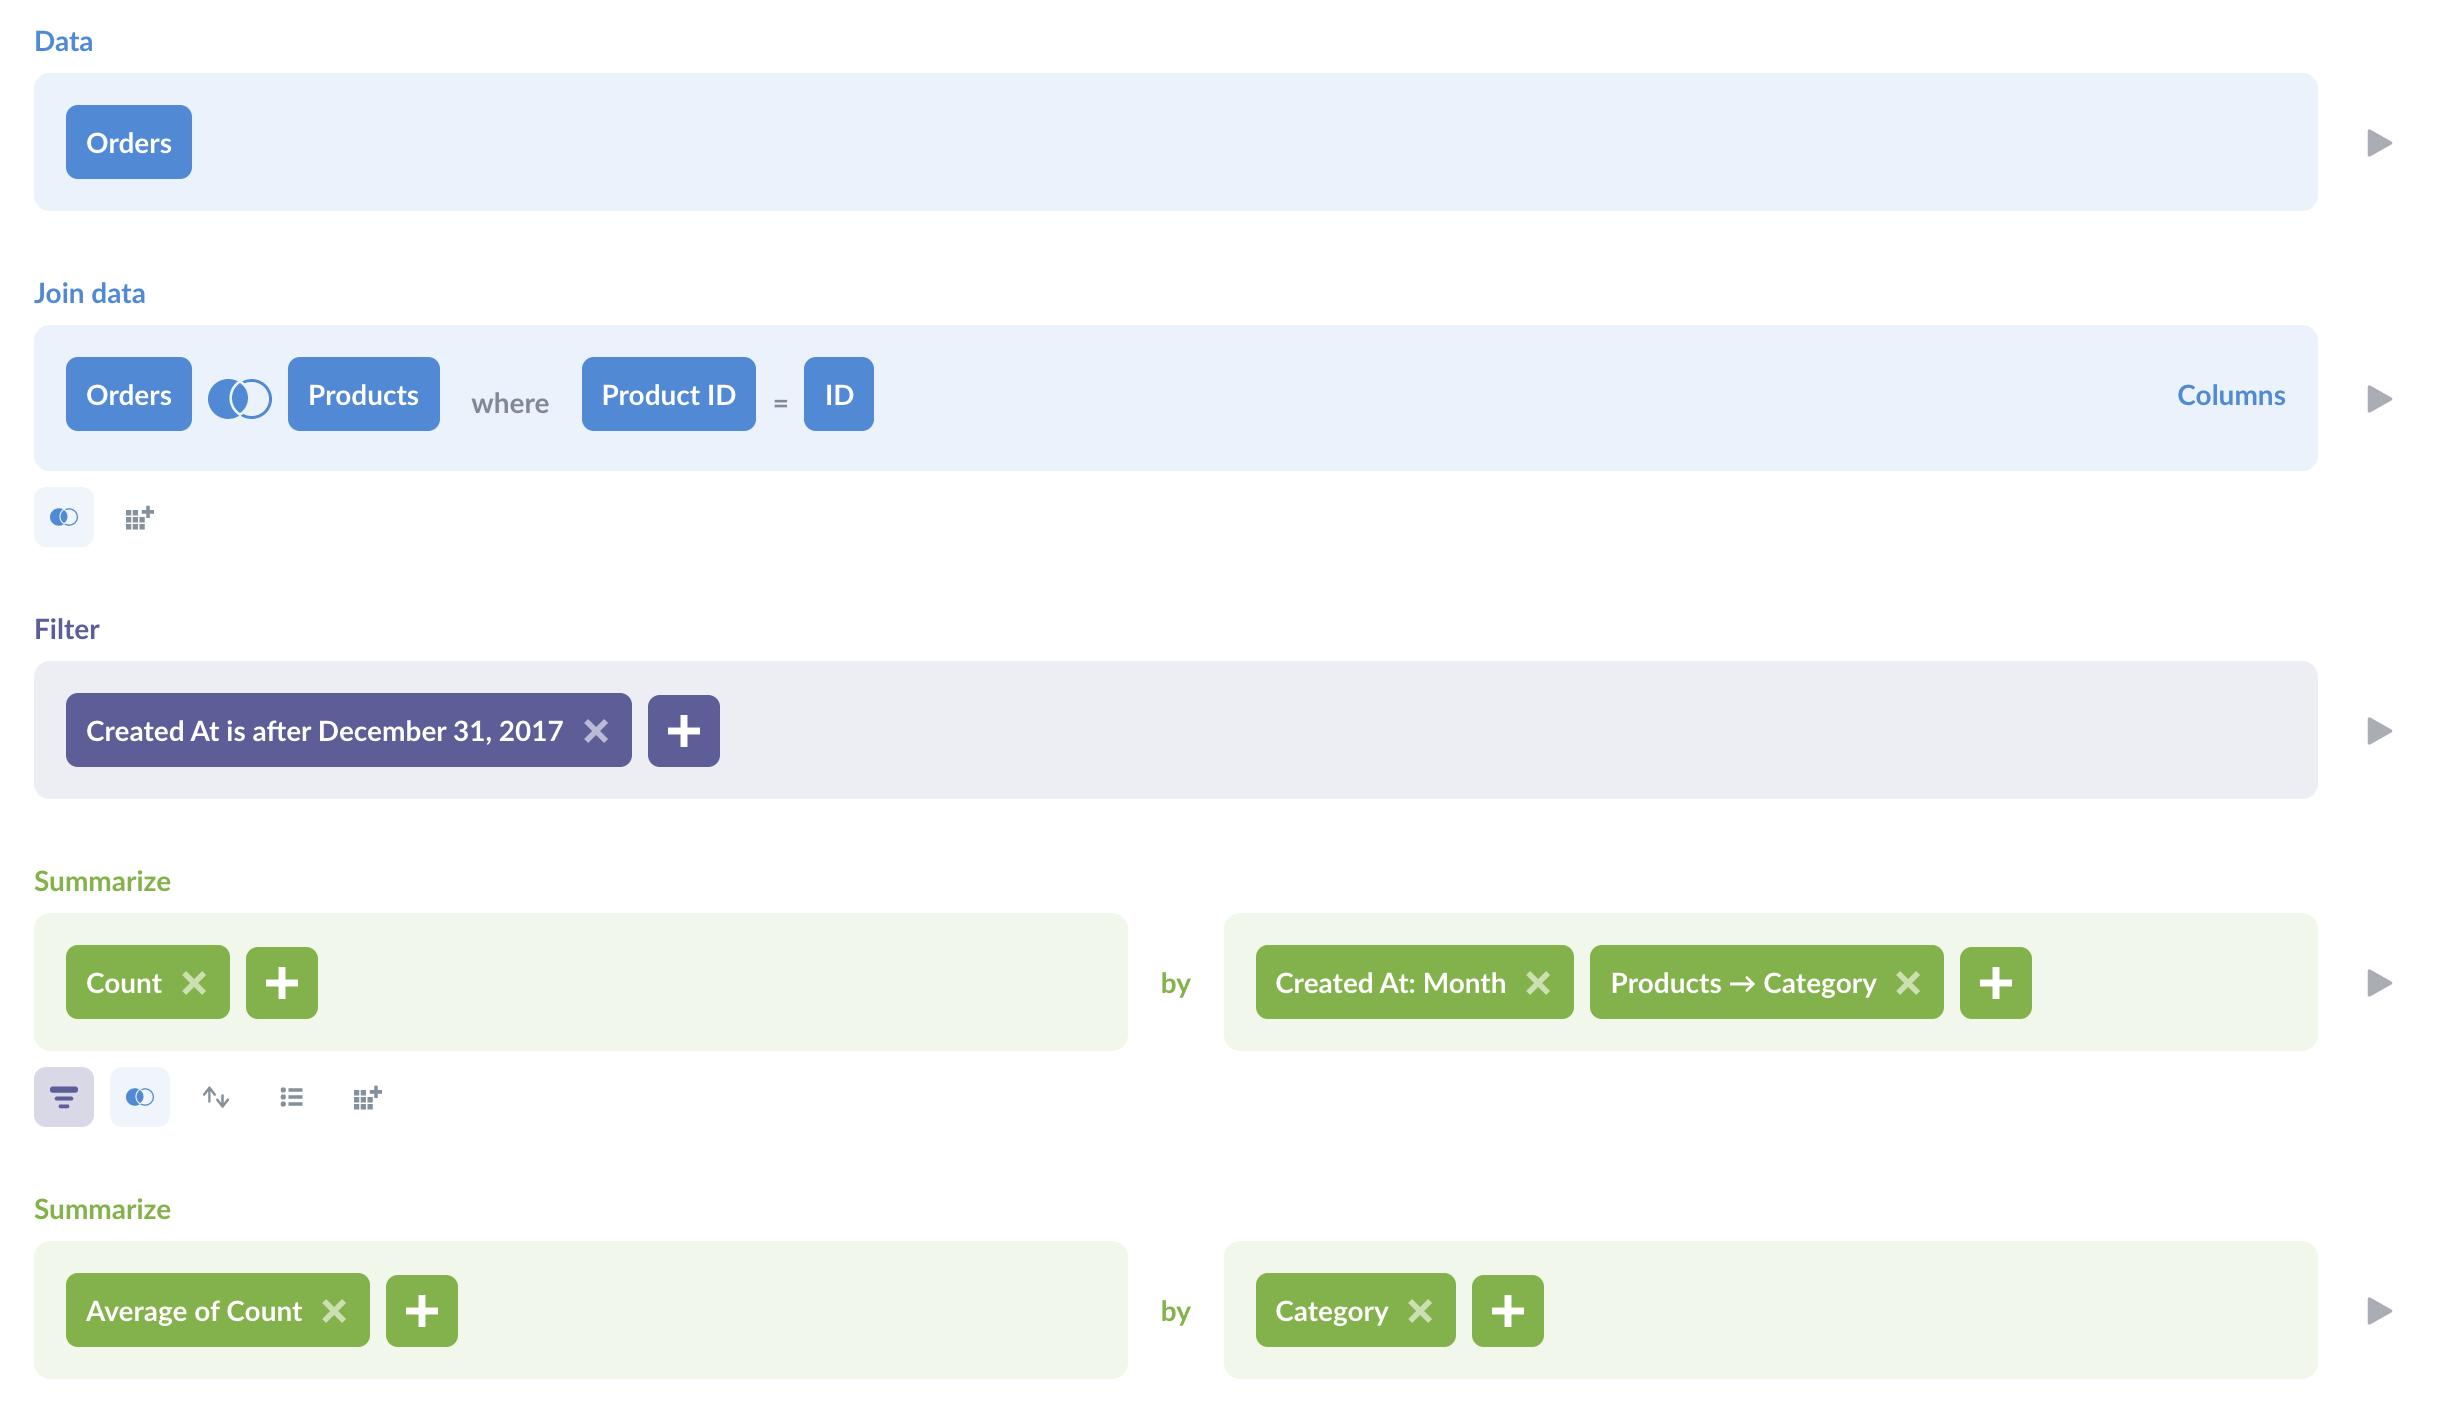 Data
Orders
Join data
Orders Products where Product ID = ID Columns
Filter
Created At is after December 31, 2017
Summarize
Count by Created At: Month Products → Category
Summarize
Average of Count by Category